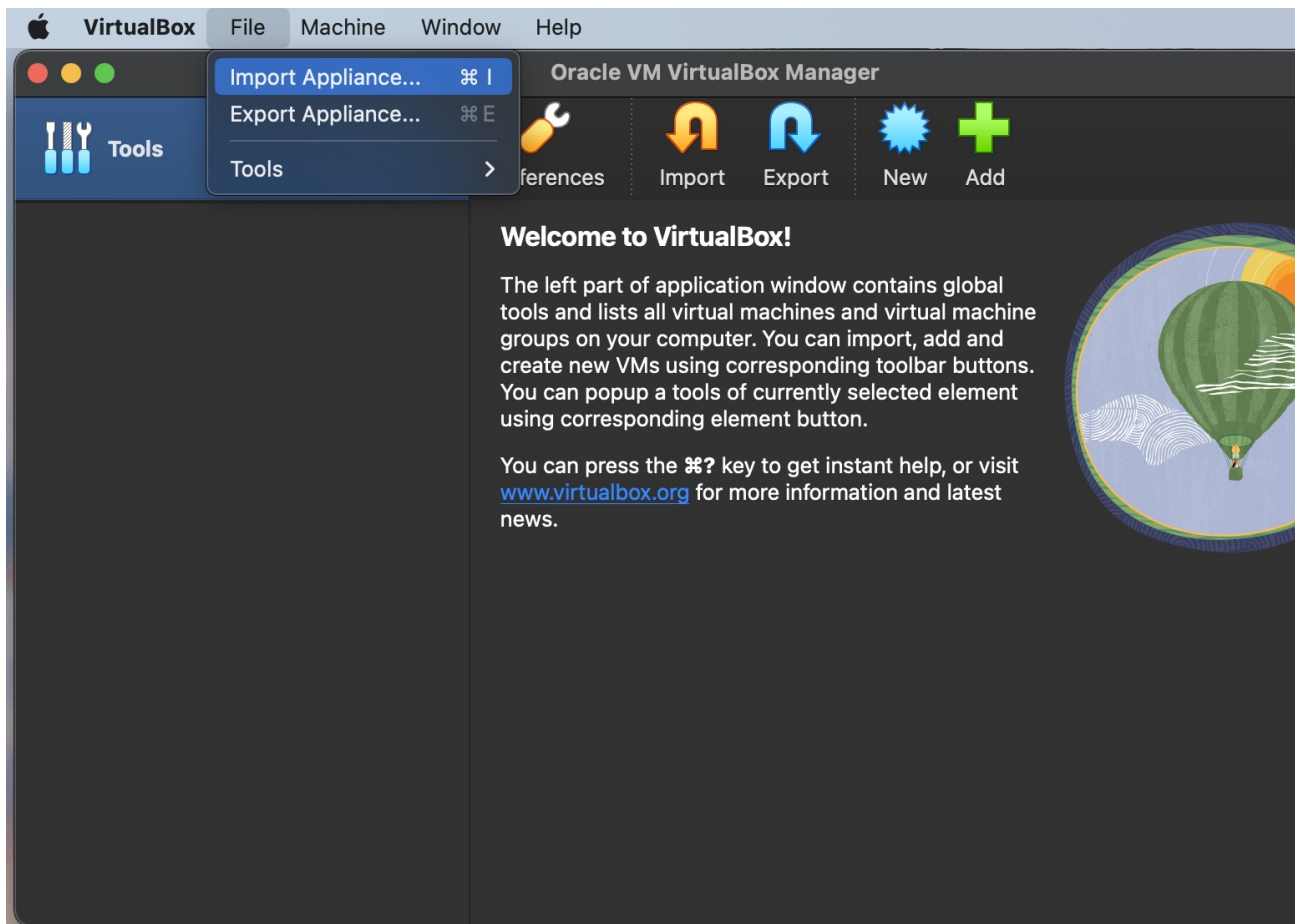 VirtualBox File Machine Window Help
Oracle VM VirtualBox Manager
Import Appliance... ⌘ I
Export Appliance... ⌘ E
Tools
Tools
ferences Import Export New Add
Welcome to VirtualBox!
The left part of application window contains global
tools and lists all virtual machines and virtual machine
groups on your computer. You can import, add and
create new VMs using corresponding toolbar buttons.
You can popup a tools of currently selected element
using corresponding element button.
You can press the ⌘? key to get instant help, or visit
www.virtualbox.org for more information and latest
news.